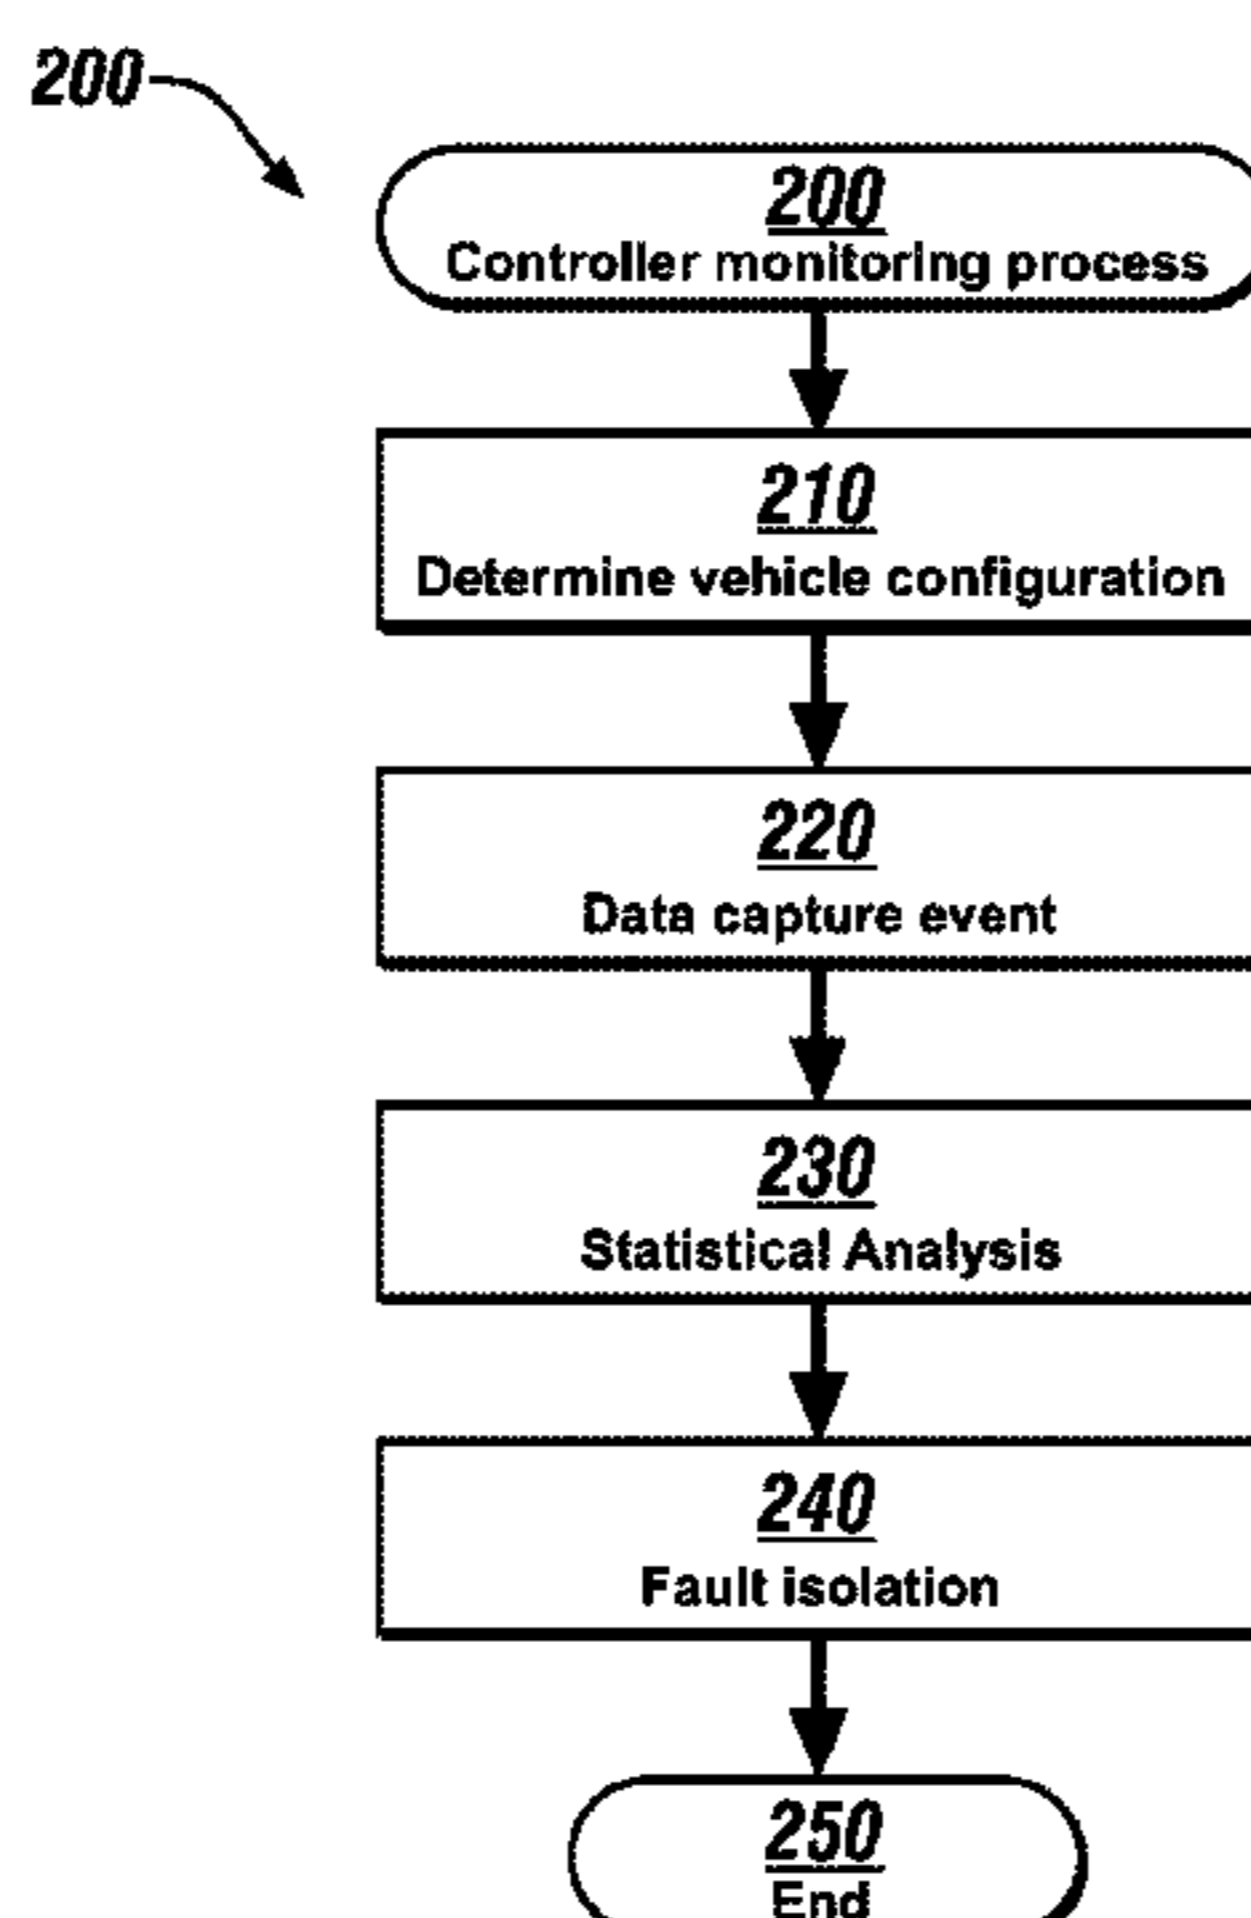 200
200
Controller monitoring process
210
Determine vehicle configuration
220
Data capture event
230
Statistical Analysis
240
Fault isolation
250
End